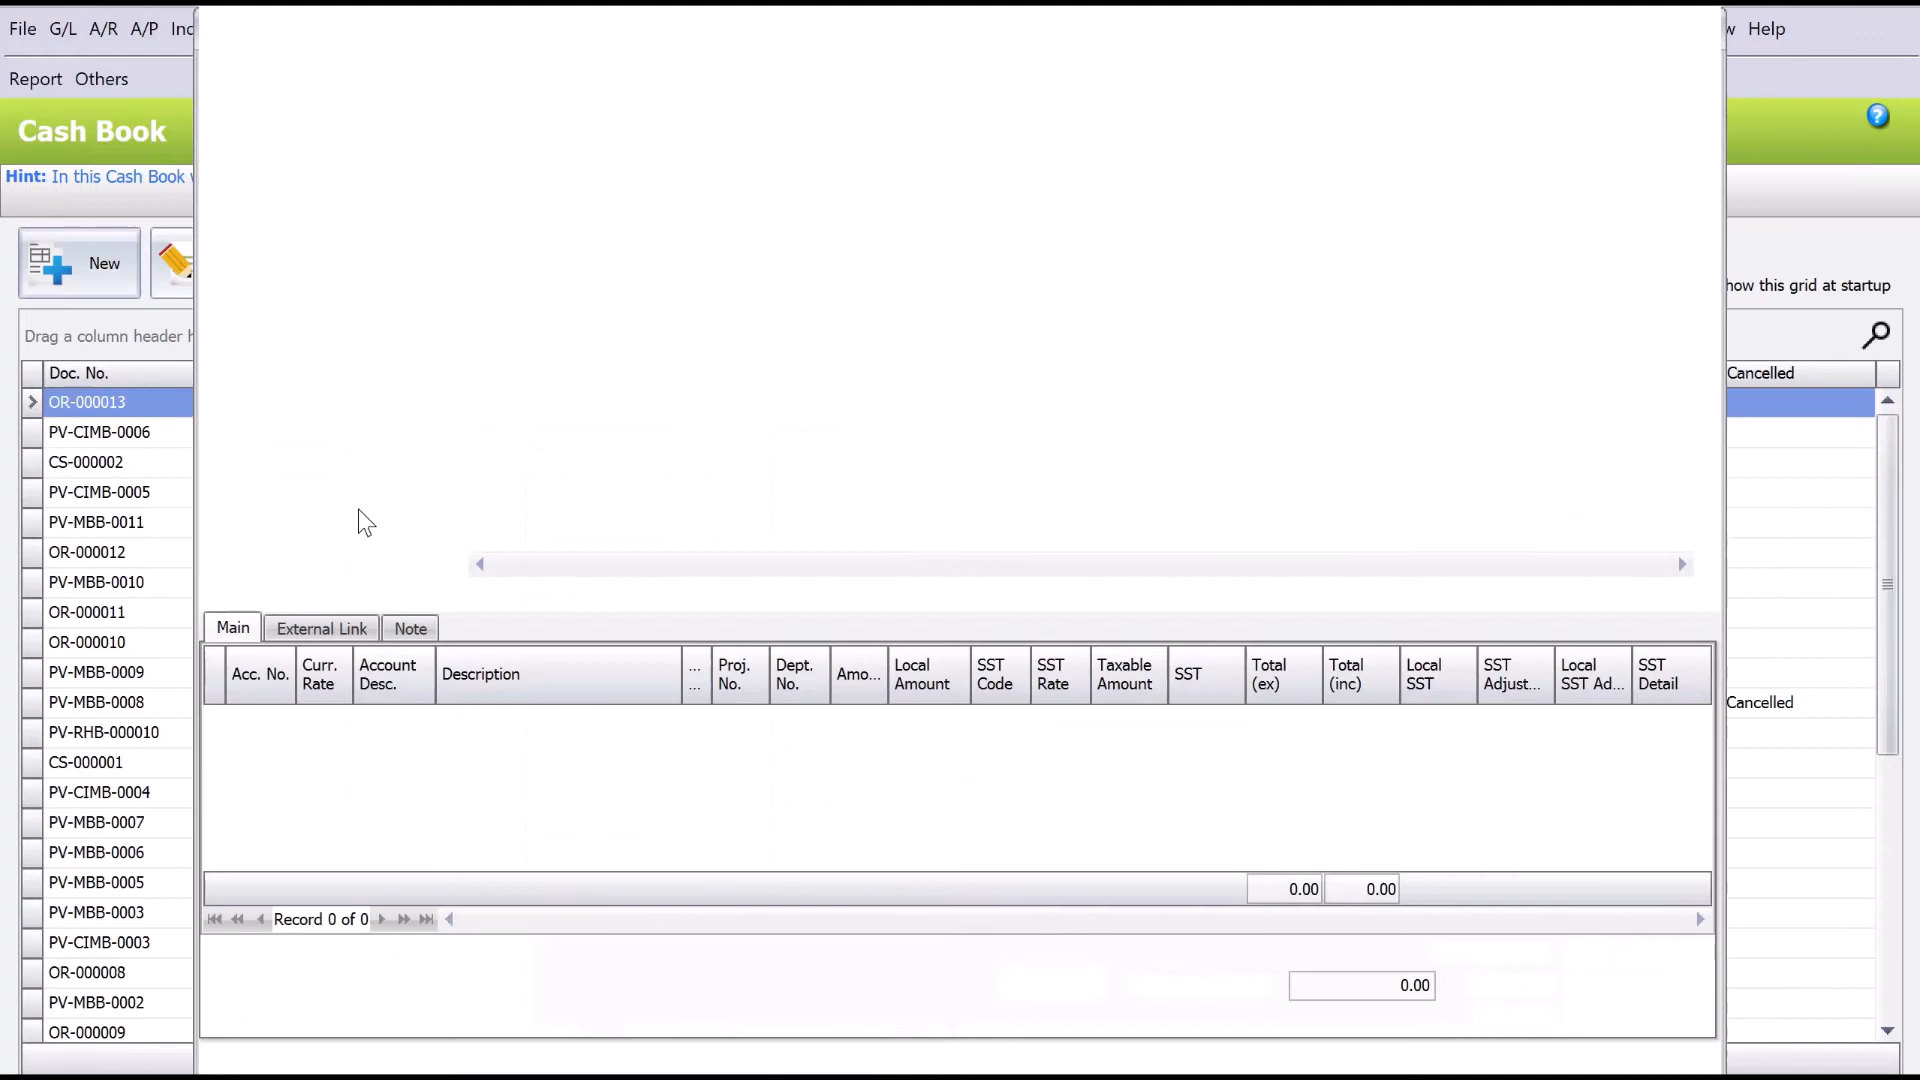 File G/L A/R A/P
Help
Report Others
Cash Book
Hint: In this Cash Book
New
how this grid at startup
Drag a column header
Doc. No.
Cancelled
OR-000013
PV-CIMB-0006
CS-000002
PV-CIMB-0005
PV-MBB-0011
OR-000012
PV-MBB-0010
OR-000011
OR-000010
PV-MBB-0009
PV-MBB-0008
Cancelled
PV-RHB-000010
CS-000001
PV-CIMB-0004
PV-MBB-0007
PV-MBB-0006
PV-MBB-0005
PV-MBB-0003
PV-CIMB-0003
OR-000008
PV-MBB-0002
OR-000009
Main External Link Note
Acc. No.
Curr. Rate
Account Desc.
Description
... ...
Proj. No.
Dept. No.
Amo...
Local Amount
SST Code
SST Rate
Taxable Amount
SST
Total (ex)
Total (inc)
Local SST
SST Adjust...
Local SST Ad...
SST Detail
0.00 0.00
Record 0 of 0
0.00